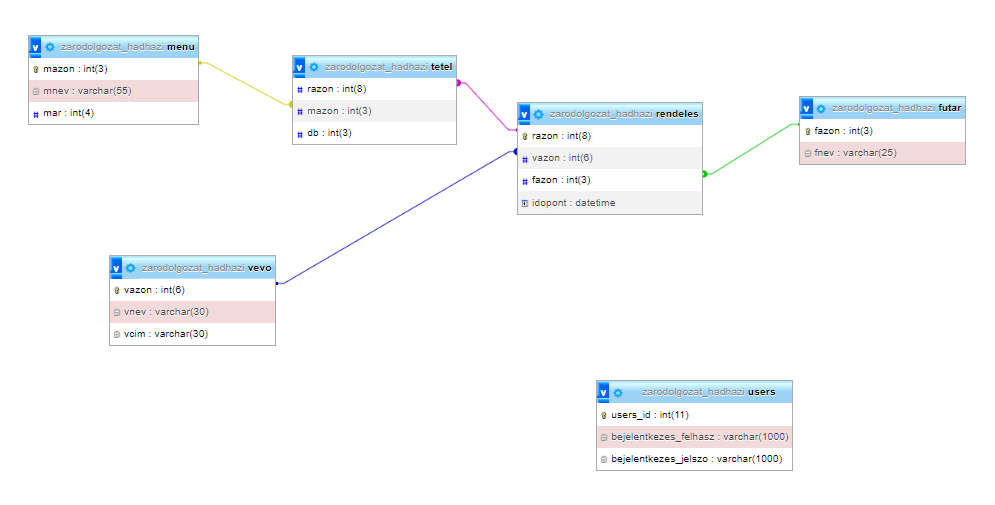 zarodolgozat_hadhazi menu
mazon : int(3)
mnev : varchar(55)
mar : int(4)
zarodolgozat_hadhazi tetel
razon : int(8)
mazon : int(3)
db : int(3)
zarodolgozat_hadhazi rendeles
razon : int(8)
vazon : int(6)
fazon : int(3)
idopont : datetime
zarodolgozat_hadhazi futar
fazon : int(3)
fnev : varchar(25)
zarodolgozat_hadhazi vevo
vazon : int(6)
vnev : varchar(30)
vcim : varchar(30)
zarodolgozat_hadhazi users
users_id : int(11)
bejelentkezes_felhasz : varchar(1000)
bejelentkezes_jelszo : varchar(1000)